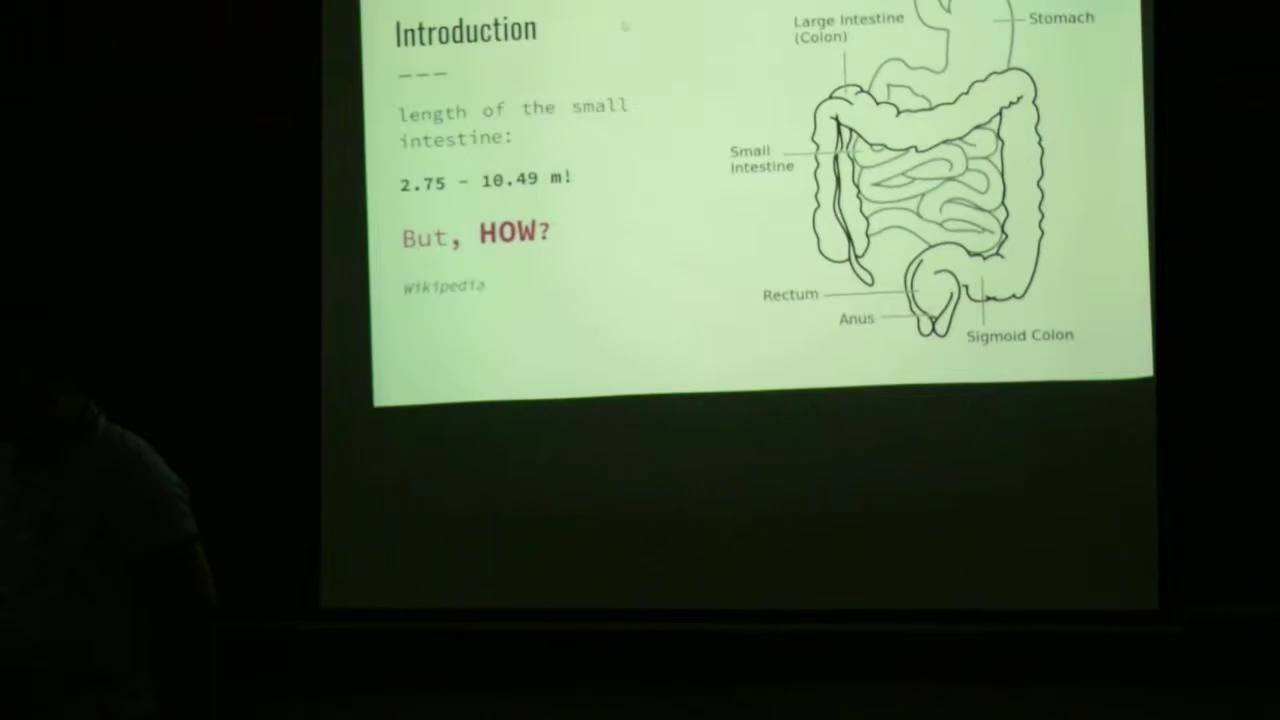 Introduction
———
length of the small
intestine:
2.75 – 10.49 m!
But, HOW?
Wikipedia
Large Intestine
(Colon)
Stomach
Small
Intestine
Rectum
Anus
Sigmoid Colon